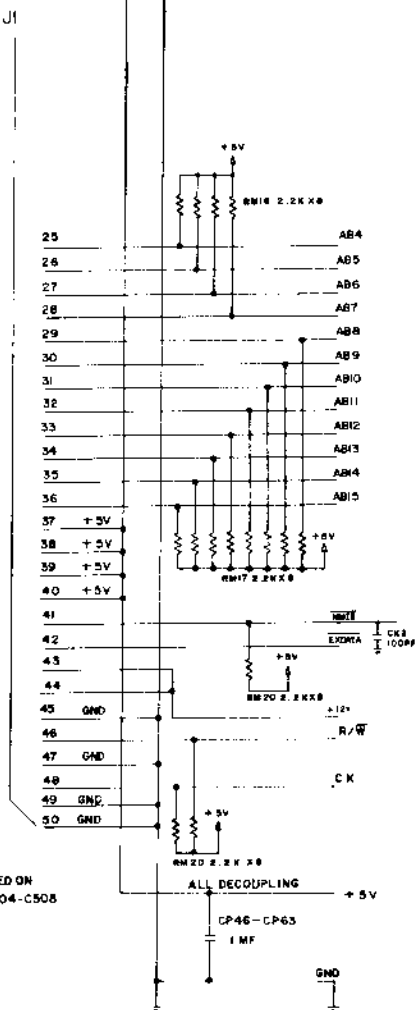 J1
+5V
RM18 2.2K X8
25 AB4
26 AB5
27 AB6
28 AB7
29 AB8
30 AB9
31 AB10
32 AB11
33 AB12
34 AB13
35 AB14
36 AB15
37 +5V
38 +5V
39 +5V
40 +5V
+5V
RM17 2.2K X8
41
42 EXDATA
CK3
100PF
43
44
+5V
RM20 2.2K X8
45 GND
+12V
46 R/W̅
47 GND
48 CK
49 GND
50 GND
+5V
RM20 2.2K X8
ED ON
04-C508
ALL DECOUPLING
+5V
CP46-CP63
.1 MF
GND